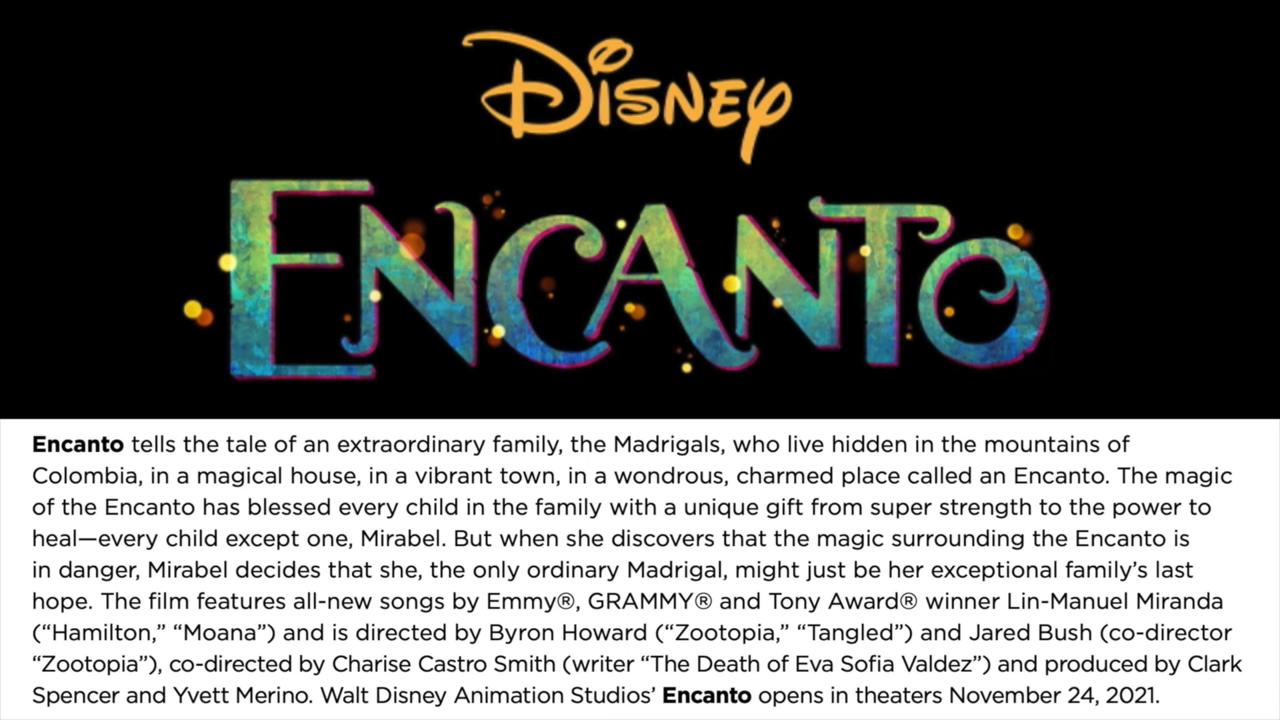 Disney
ENCANTO
Encanto tells the tale of an extraordinary family, the Madrigals, who live hidden in the mountains of
Colombia, in a magical house, in a vibrant town, in a wondrous, charmed place called an Encanto. The magic
of the Encanto has blessed every child in the family with a unique gift from super strength to the power to
heal—every child except one, Mirabel. But when she discovers that the magic surrounding the Encanto is
in danger, Mirabel decides that she, the only ordinary Madrigal, might just be her exceptional family’s last
hope. The film features all-new songs by Emmy®, GRAMMY® and Tony Award® winner Lin-Manuel Miranda
(“Hamilton,” “Moana”) and is directed by Byron Howard (“Zootopia,” “Tangled”) and Jared Bush (co-director
“Zootopia”), co-directed by Charise Castro Smith (writer “The Death of Eva Sofia Valdez”) and produced by Clark
Spencer and Yvett Merino. Walt Disney Animation Studios’ Encanto opens in theaters November 24, 2021.